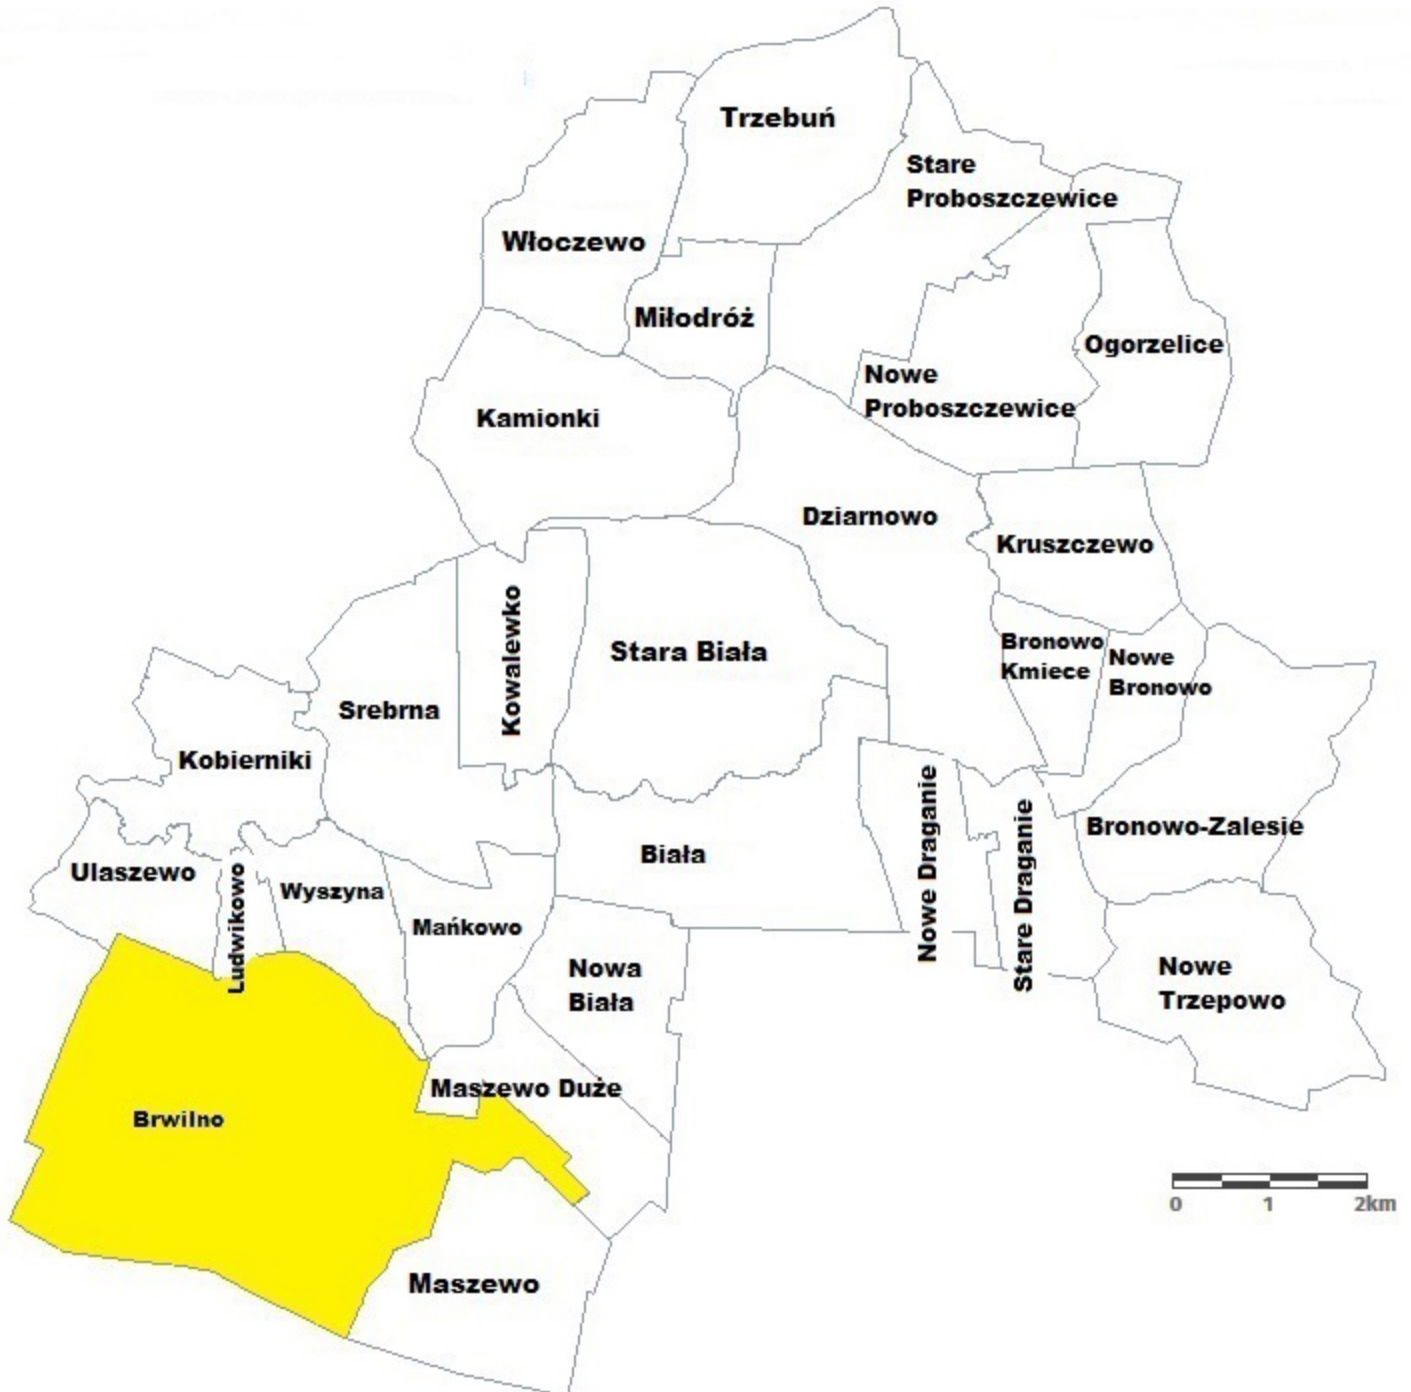 Trzebuń
Stare
Proboszczewice
Włoczewo
Miłodróż
Ogorzelice
Nowe
Proboszczewice
Kamionki
Dziarnowo
Kruszczewo
Kowalewko
Stara Biała
Bronowo
Kmiece
Nowe
Bronowo
Srebrna
Kobierniki
Nowe Draganie
Stare Draganie
Bronowo-Zalesie
Biała
Ulaszewo
Ludwikowo
Wyszyna
Mańkowo
Nowa
Biała
Nowe
Trzepowo
Maszewo Duże
Brwilno
0 1 2km
Maszewo